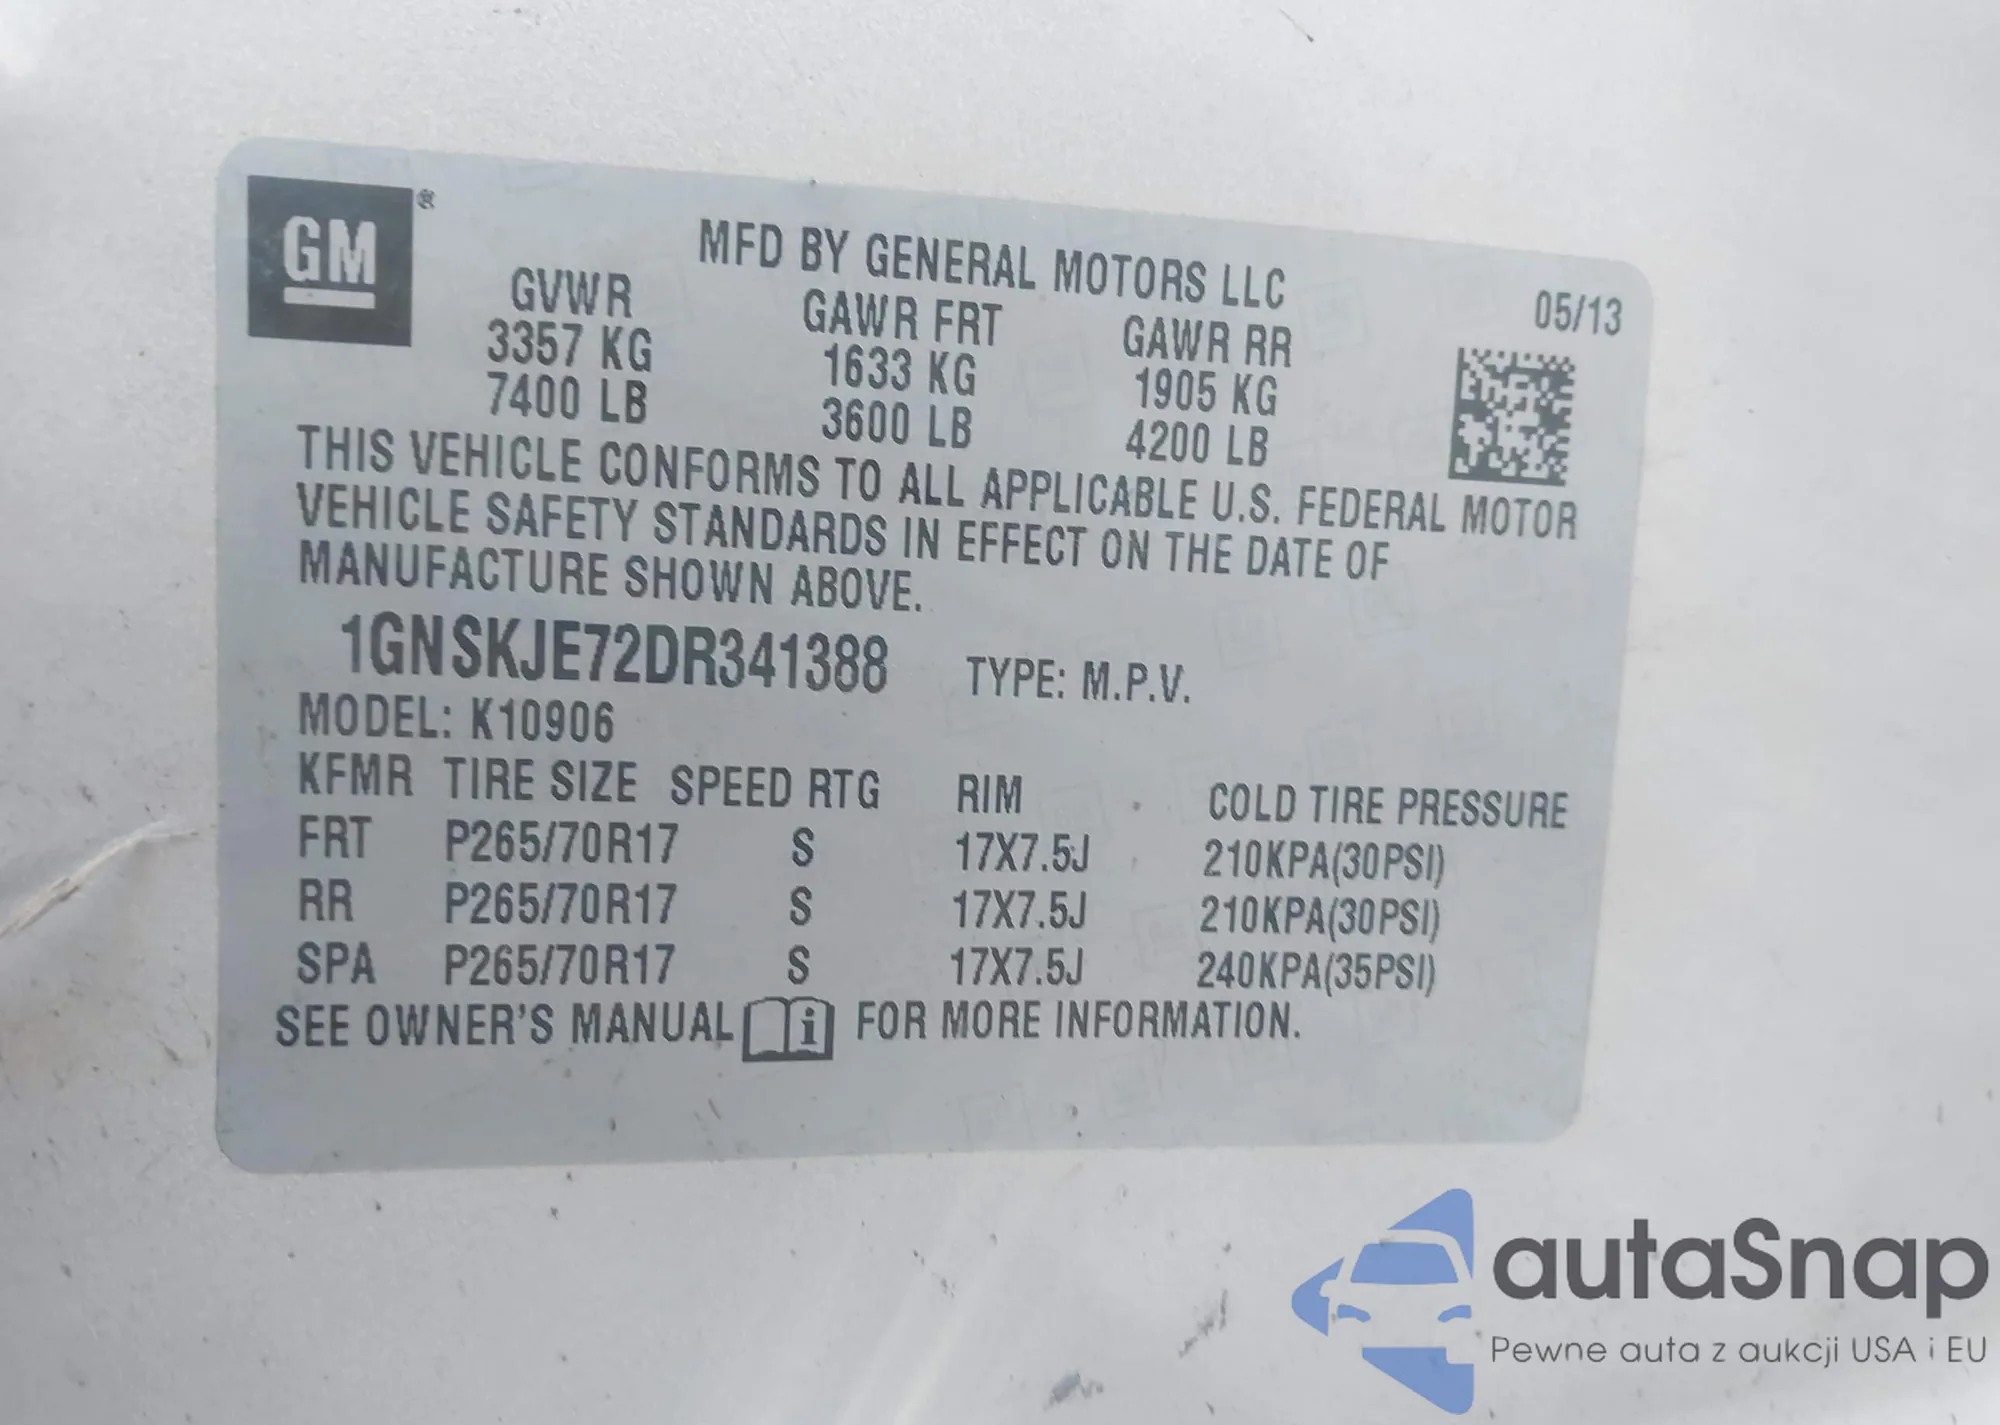 GM®
MFD BY GENERAL MOTORS LLC
05/13
GVWR GAWR FRT GAWR RR
3357 KG 1633 KG 1905 KG
7400 LB 3600 LB 4200 LB
THIS VEHICLE CONFORMS TO ALL APPLICABLE U.S. FEDERAL MOTOR
VEHICLE SAFETY STANDARDS IN EFFECT ON THE DATE OF
MANUFACTURE SHOWN ABOVE.
1GNSKJE72DR341388 TYPE: M.P.V.
MODEL: K10906
KFMR TIRE SIZE SPEED RTG RIM COLD TIRE PRESSURE
FRT P265/70R17 S 17X7.5J 210KPA(30PSI)
RR P265/70R17 S 17X7.5J 210KPA(30PSI)
SPA P265/70R17 S 17X7.5J 240KPA(35PSI)
SEE OWNER'S MANUAL i FOR MORE INFORMATION.
autaSnap
Pewne auta z aukcji USA i EU